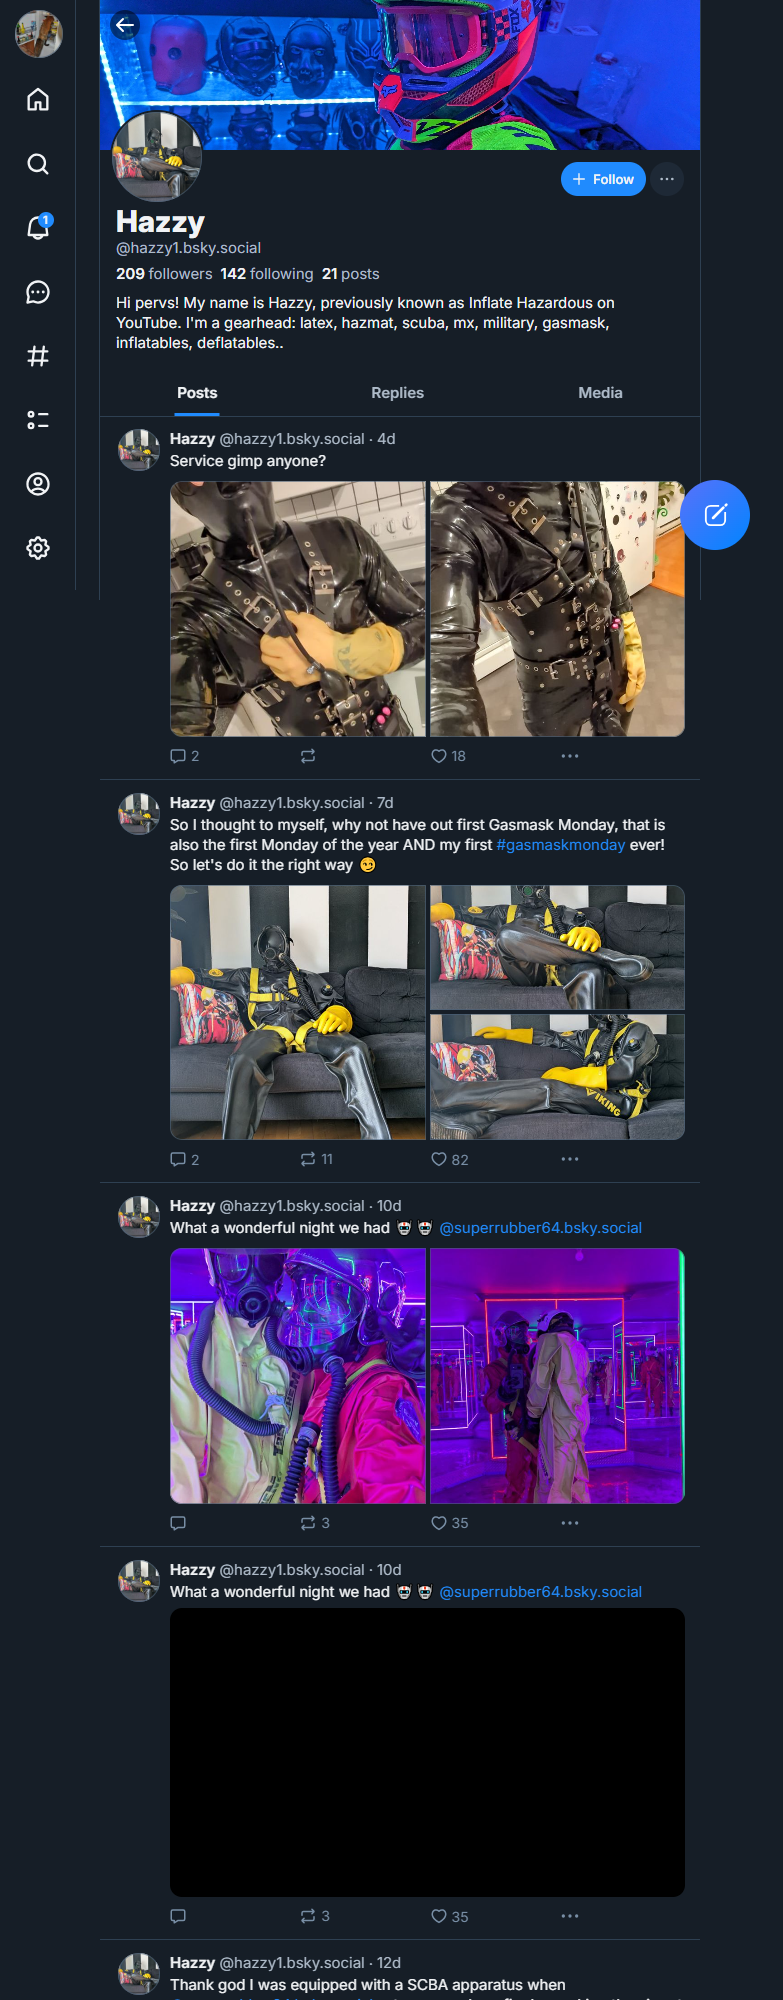 FOX
1
Follow
Hazzy
@hazzy1.bsky.social
209 followers 142 following 21 posts
Hi pervs! My name is Hazzy, previously known as Inflate Hazardous on
YouTube. I'm a gearhead: latex, hazmat, scuba, mx, military, gasmask,
inflatables, deflatables..
Posts Replies Media
Hazzy @hazzy1.bsky.social · 4d
Service gimp anyone?
2 18
Hazzy @hazzy1.bsky.social · 7d
So I thought to myself, why not have out first Gasmask Monday, that is
also the first Monday of the year AND my first #gasmaskmonday ever!
So let's do it the right way 😊
VIKING
2 11 82
Hazzy @hazzy1.bsky.social · 10d
What a wonderful night we had @superrubber64.bsky.social
3 35
Hazzy @hazzy1.bsky.social · 10d
What a wonderful night we had @superrubber64.bsky.social
3 35
Hazzy @hazzy1.bsky.social · 12d
Thank god I was equipped with a SCBA apparatus when